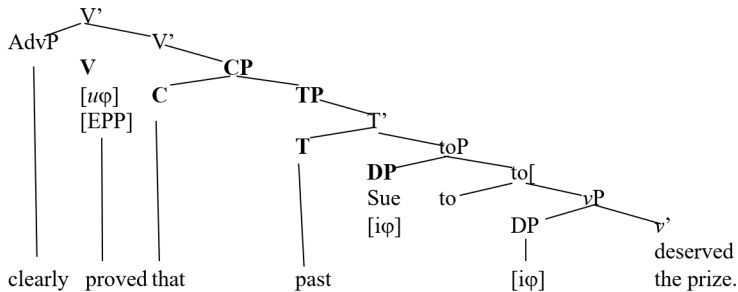 V’
AdvP V’
V CP
[uφ] C TP
[EPP] T’
T toP
DP to[
Sue to vP
[iφ] DP v’
deserved
clearly proved that past [iφ] the prize.